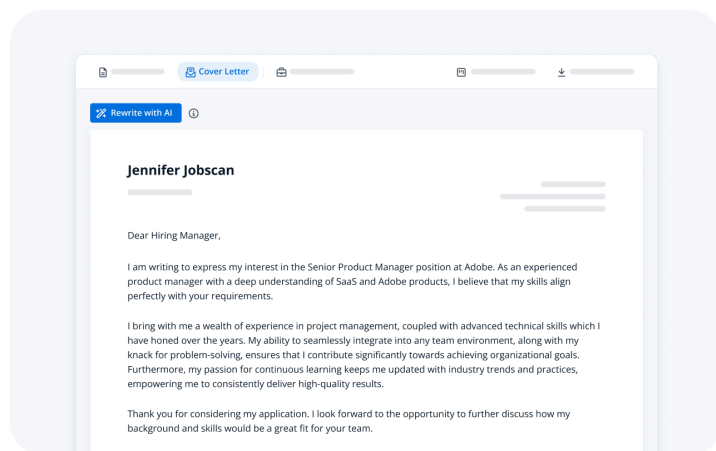 Cover Letter
Rewrite with AI
Jennifer Jobscan
Dear Hiring Manager,
I am writing to express my interest in the Senior Product Manager position at Adobe. As an experienced
product manager with a deep understanding of SaaS and Adobe products, I believe that my skills align
perfectly with your requirements.
I bring with me a wealth of experience in project management, coupled with advanced technical skills which I
have honed over the years. My ability to seamlessly integrate into any team environment, along with my
knack for problem-solving, ensures that I contribute significantly towards achieving organizational goals.
Furthermore, my passion for continuous learning keeps me updated with industry trends and practices,
empowering me to consistently deliver high-quality results.
Thank you for considering my application. I look forward to the opportunity to further discuss how my
background and skills would be a great fit for your team.